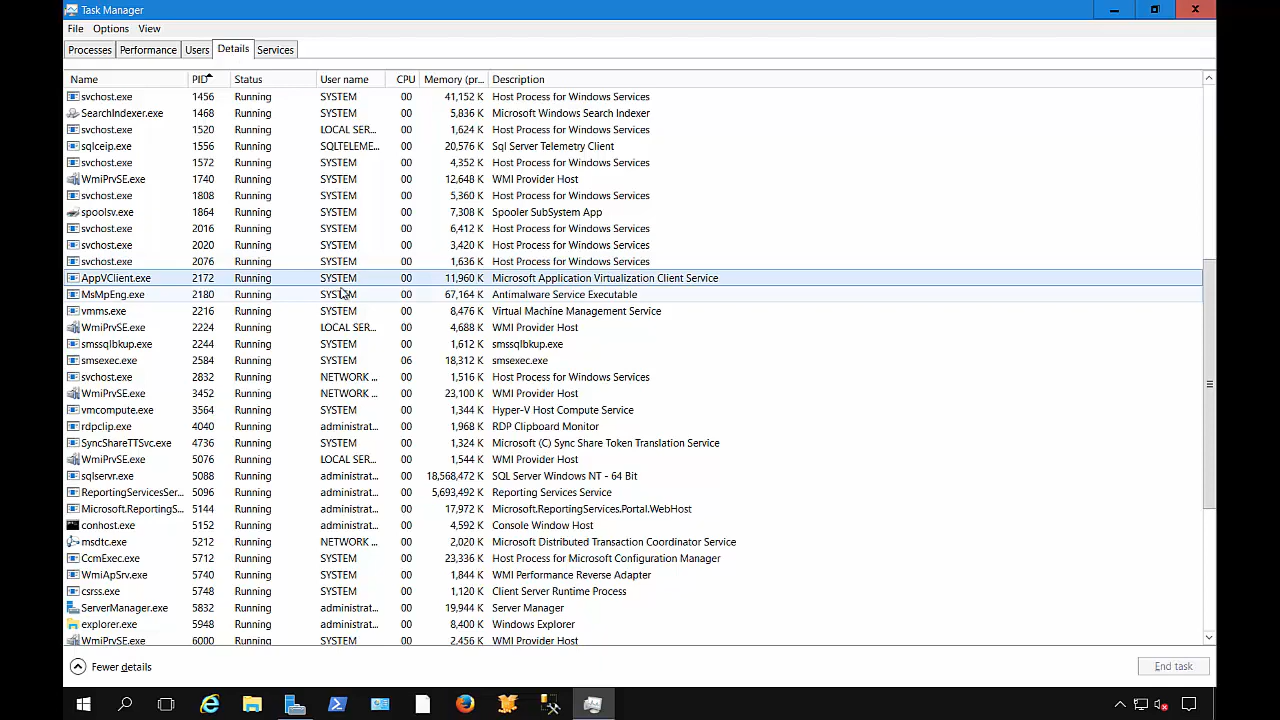 Task Manager
File Options View
Processes Performance Users Details Services
Name PID Status User name CPU Memory (pr... Description
svchost.exe 1456 Running SYSTEM 00 41,152 K Host Process for Windows Services
SearchIndexer.exe 1468 Running SYSTEM 00 5,836 K Microsoft Windows Search Indexer
svchost.exe 1520 Running LOCAL SER... 00 1,624 K Host Process for Windows Services
sqlceip.exe 1556 Running SQLTELEME... 00 20,576 K Sql Server Telemetry Client
svchost.exe 1572 Running SYSTEM 00 4,352 K Host Process for Windows Services
WmiPrvSE.exe 1740 Running SYSTEM 00 12,648 K WMI Provider Host
svchost.exe 1808 Running SYSTEM 00 5,360 K Host Process for Windows Services
spoolsv.exe 1864 Running SYSTEM 00 7,308 K Spooler SubSystem App
svchost.exe 2016 Running SYSTEM 00 6,412 K Host Process for Windows Services
svchost.exe 2020 Running SYSTEM 00 3,420 K Host Process for Windows Services
svchost.exe 2076 Running SYSTEM 00 1,636 K Host Process for Windows Services
AppVClient.exe 2172 Running SYSTEM 00 11,960 K Microsoft Application Virtualization Client Service
MsMpEng.exe 2180 Running SYSTEM 00 67,164 K Antimalware Service Executable
vmms.exe 2216 Running SYSTEM 00 8,476 K Virtual Machine Management Service
WmiPrvSE.exe 2224 Running LOCAL SER... 00 4,688 K WMI Provider Host
smssqlbkup.exe 2244 Running SYSTEM 00 1,612 K smssqlbkup.exe
smsexec.exe 2584 Running SYSTEM 06 18,312 K smsexec.exe
svchost.exe 2832 Running NETWORK ... 00 1,516 K Host Process for Windows Services
WmiPrvSE.exe 3452 Running NETWORK ... 00 23,100 K WMI Provider Host
vmcompute.exe 3564 Running SYSTEM 00 1,344 K Hyper-V Host Compute Service
rdpclip.exe 4040 Running administrat... 00 1,968 K RDP Clipboard Monitor
SyncShareTTSvc.exe 4736 Running SYSTEM 00 1,324 K Microsoft (C) Sync Share Token Translation Service
WmiPrvSE.exe 5076 Running LOCAL SER... 00 1,544 K WMI Provider Host
sqlservr.exe 5088 Running administrat... 00 18,568,472 K SQL Server Windows NT - 64 Bit
ReportingServicesSer... 5096 Running administrat... 00 5,693,492 K Reporting Services Service
Microsoft.ReportingS... 5144 Running administrat... 00 17,972 K Microsoft.ReportingServices.Portal.WebHost
conhost.exe 5152 Running administrat... 00 4,592 K Console Window Host
msdtc.exe 5212 Running NETWORK ... 00 2,020 K Microsoft Distributed Transaction Coordinator Service
CcmExec.exe 5712 Running SYSTEM 00 23,336 K Host Process for Microsoft Configuration Manager
WmiApSrv.exe 5740 Running SYSTEM 00 1,844 K WMI Performance Reverse Adapter
csrss.exe 5748 Running SYSTEM 00 1,120 K Client Server Runtime Process
ServerManager.exe 5832 Running administrat... 00 19,944 K Server Manager
explorer.exe 5948 Running administrat... 00 8,400 K Windows Explorer
WmiPrvSE.exe 6000 Running SYSTEM 00 2,456 K WMI Provider Host
Fewer details End task